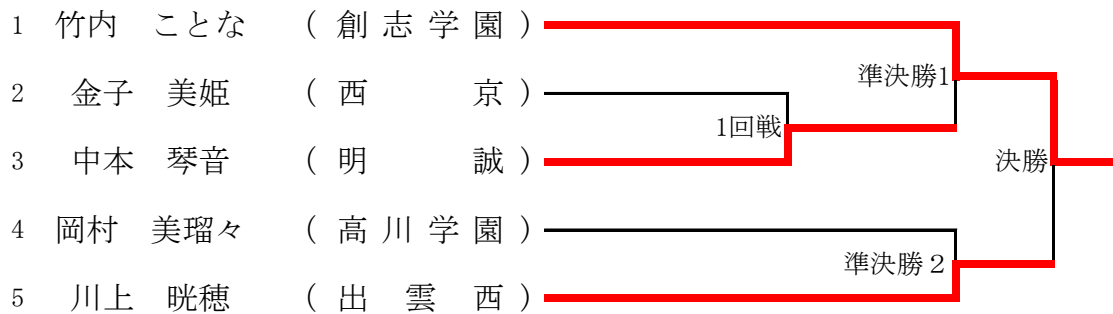 1 竹内 ことな (創志学園)
準決勝1
2 金子 美姫 (西京)
1回戦
3 中本 琴音 (明誠)
決勝
4 岡村 美瑠々 (高川学園)
準決勝２
5 川上 晄穂 (出雲西)